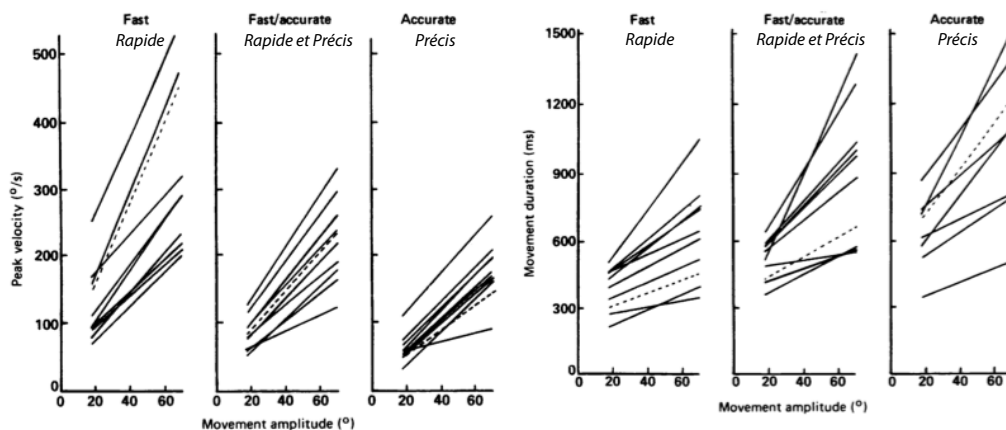 Fast Fast/accurate Accurate
Rapide Rapide et Précis Précis
500
400
300
200
100
0
Peak velocity (°/s)
0 20 40 60 0 20 40 60 0 20 40 60
Movement amplitude (°)
Fast Fast/accurate Accurate
Rapide Rapide et Précis Précis
1500
1200
900
600
300
0
Movement duration (ms)
0 20 40 60 0 20 40 60 0 20 40 60
Movement amplitude (°)